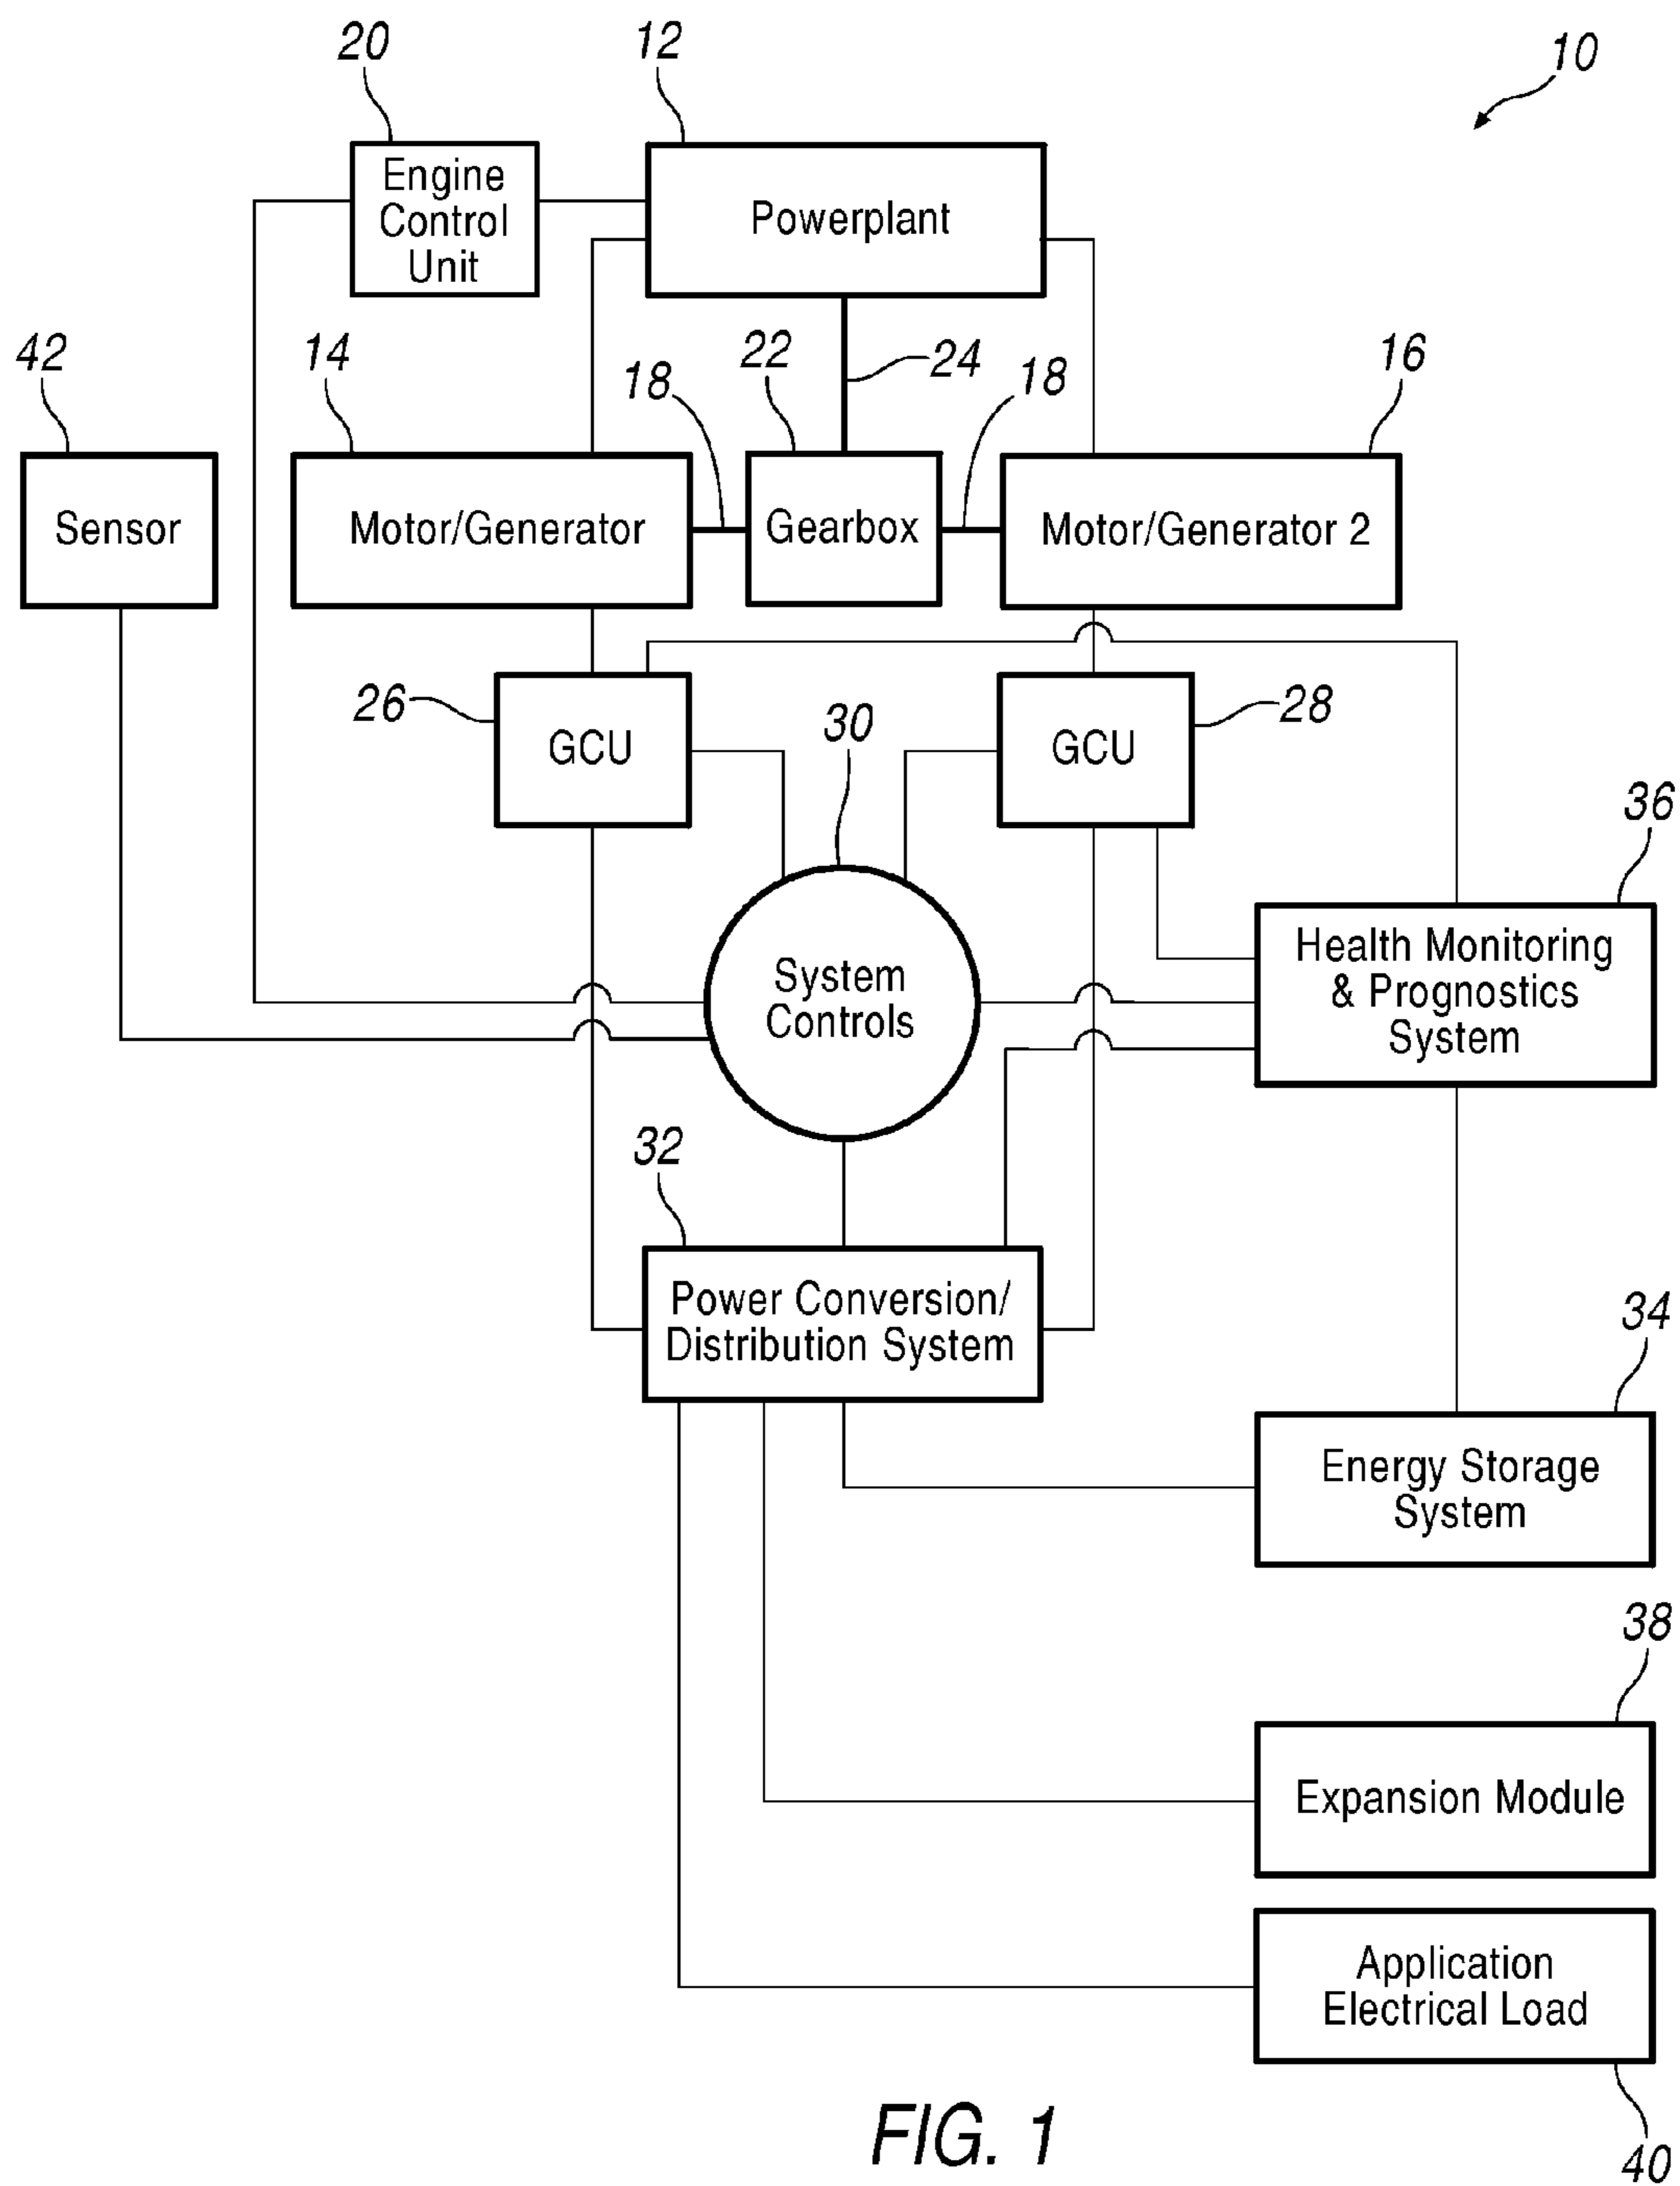 20
12
10
Engine
Control
Unit
Powerplant
42
14
18
22
24
18
16
Sensor
Motor/Generator
Gearbox
Motor/Generator 2
26
GCU
30
GCU
28
36
System
Controls
Health Monitoring
& Prognostics
System
32
Power Conversion/
Distribution System
34
Energy Storage
System
38
Expansion Module
Application
Electrical Load
40
FIG. 1